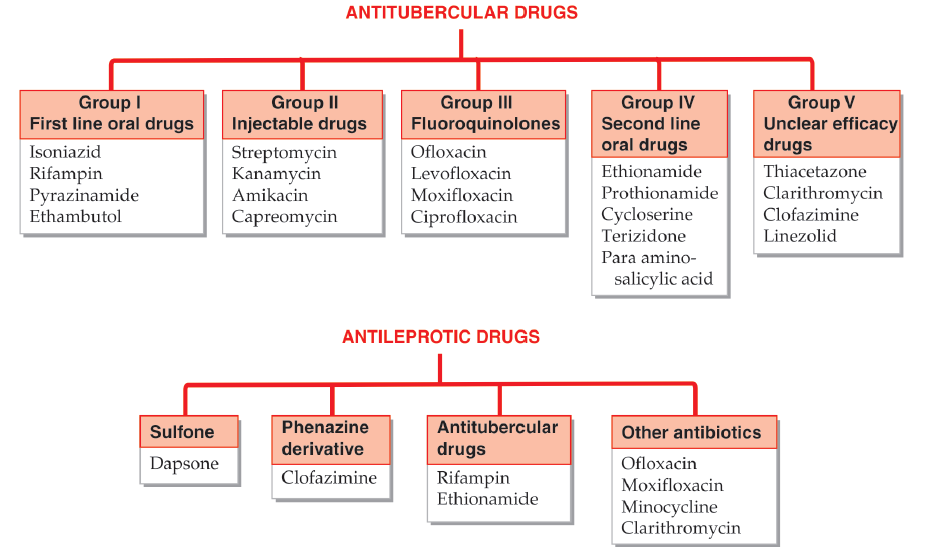 ANTITUBERCULAR DRUGS
Group I
First line oral drugs
Isoniazid
Rifampin
Pyrazinamide
Ethambutol
Group II
Injectable drugs
Streptomycin
Kanamycin
Amikacin
Capreomycin
Group III
Fluoroquinolones
Ofloxacin
Levofloxacin
Moxifloxacin
Ciprofloxacin
Group IV
Second line
oral drugs
Ethionamide
Prothionamide
Cycloserine
Terizidone
Para amino-
salicylic acid
Group V
Unclear efficacy
drugs
Thiacetazone
Clarithromycin
Clofazimine
Linezolid
ANTILEPROTIC DRUGS
Sulfone
Dapsone
Phenazine
derivative
Clofazimine
Antitubercular
drugs
Rifampin
Ethionamide
Other antibiotics
Ofloxacin
Moxifloxacin
Minocycline
Clarithromycin